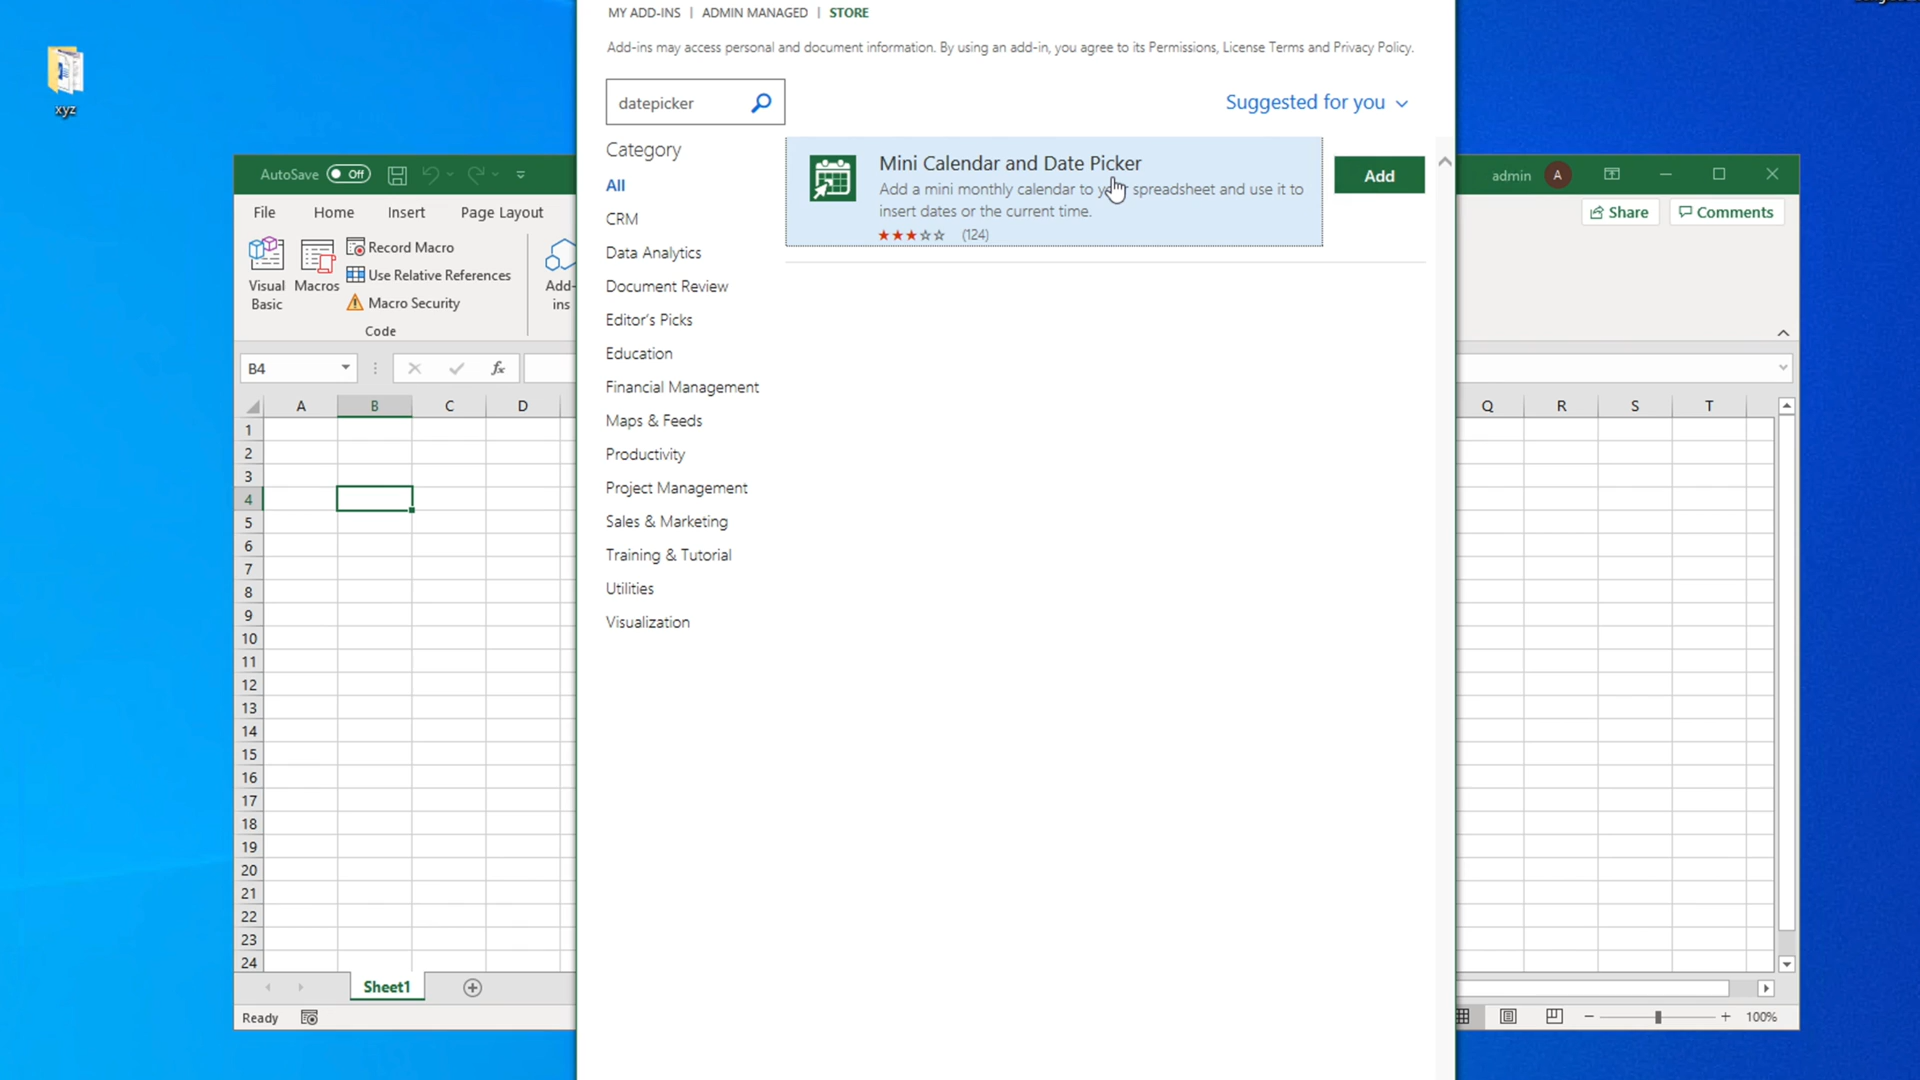 MY ADD-INS | ADMIN MANAGED | STORE
Add-ins may access personal and document information. By using an add-in, you agree to its Permissions, License Terms and Privacy Policy.
datepicker
Suggested for you
Category
All
CRM
Data Analytics
Document Review
Editor's Picks
Education
Financial Management
Maps & Feeds
Productivity
Project Management
Sales & Marketing
Training & Tutorial
Utilities
Visualization
Mini Calendar and Date Picker
Add a mini monthly calendar to your spreadsheet and use it to
insert dates or the current time.
(124)
Add
xyz
AutoSave Off
admin A
File Home Insert Page Layout
Share Comments
Visual
Basic
Macros
Record Macro
Use Relative References
Macro Security
Code
Add-
ins
B4
fx
A B C D
Q R S T
1
2
3
4
5
6
7
8
9
10
11
12
13
14
15
16
17
18
19
20
21
22
23
24
Sheet1
Ready
100%